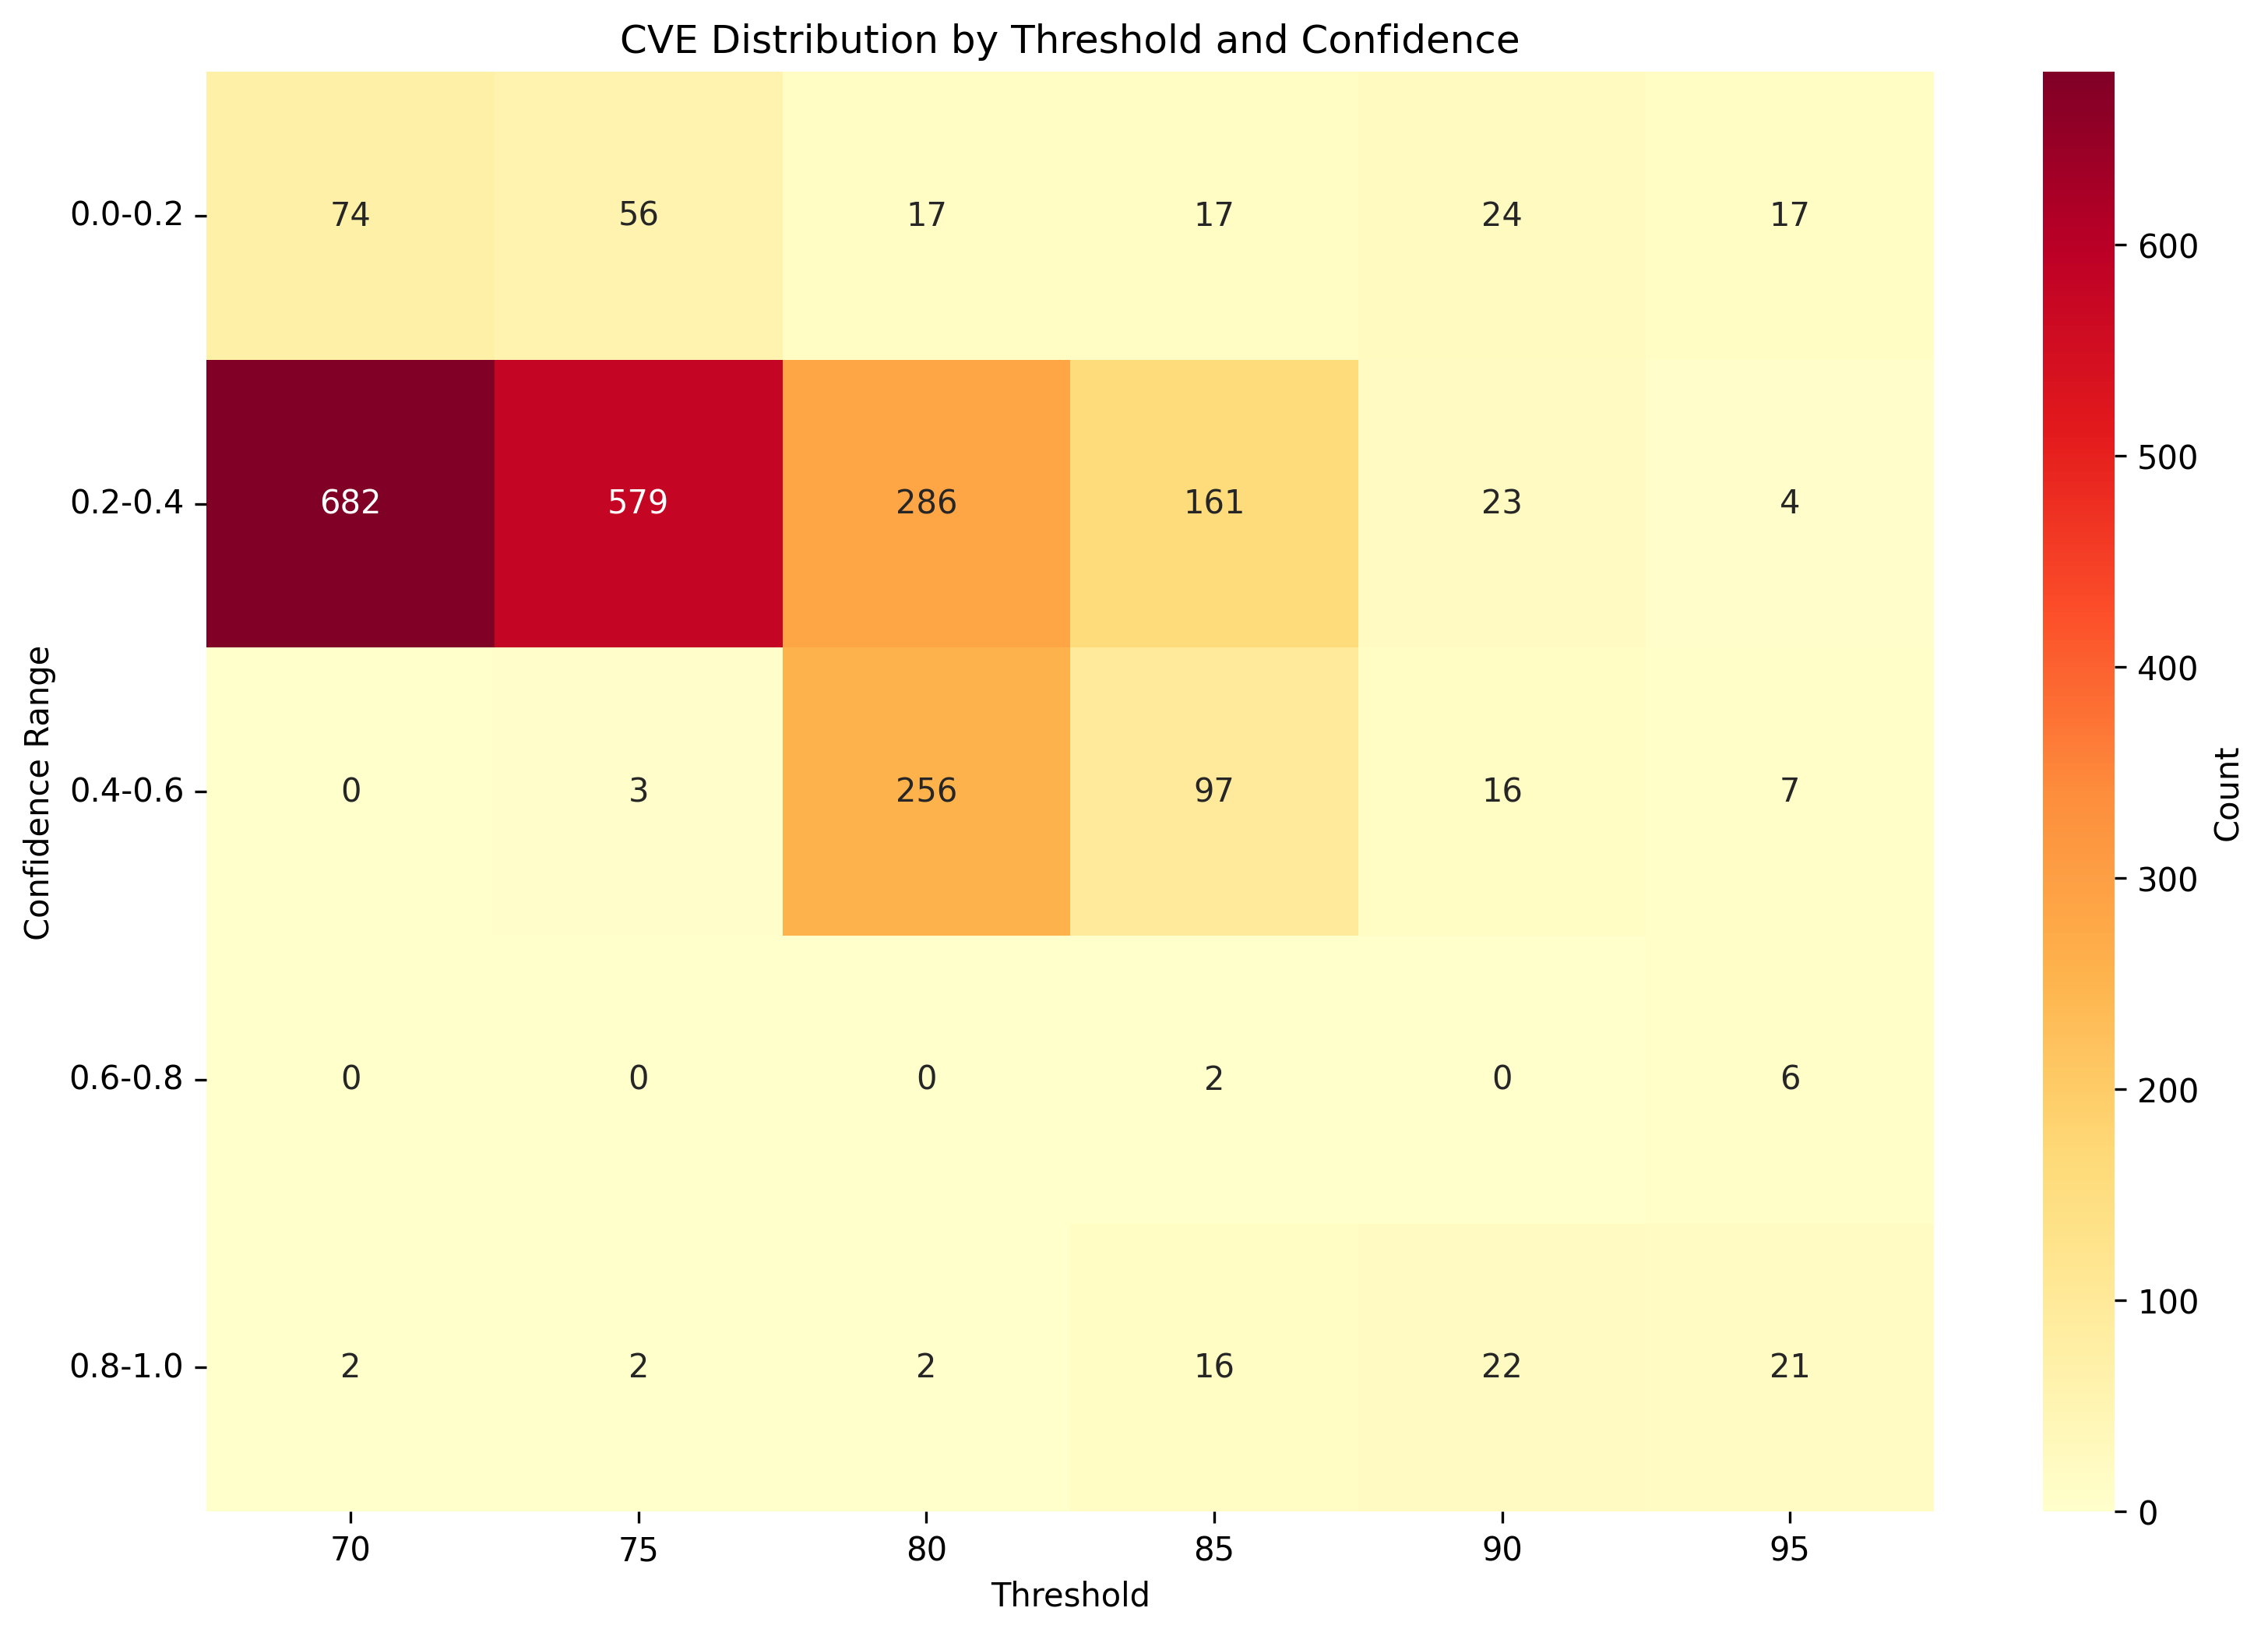 CVE Distribution by Threshold and Confidence
Confidence Range
0.0-0.2 74 56 17 17 24 17
0.2-0.4 682 579 286 161 23 4
0.4-0.6 0 3 256 97 16 7
0.6-0.8 0 0 0 2 0 6
0.8-1.0 2 2 2 16 22 21
70 75 80 85 90 95
Threshold
600
500
400
300
200
100
0
Count